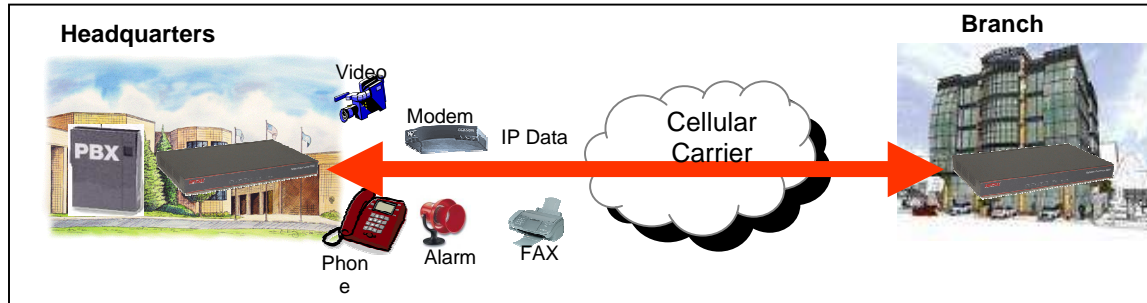 Headquarters
Branch
Video
Modem
IP Data
Cellular
Carrier
PBX
Phon
e
Alarm
FAX